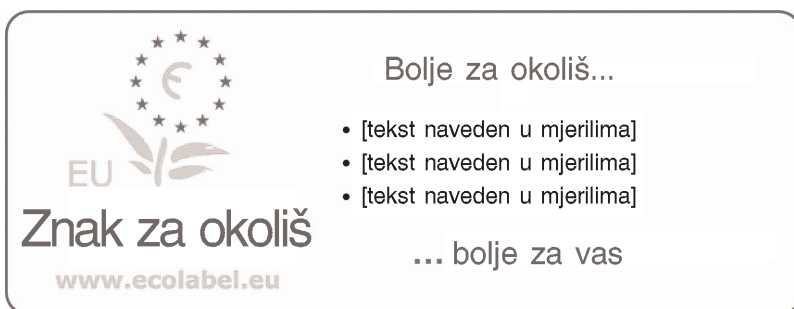 EU
Znak za okoliš
www.ecolabel.eu
Bolje za okoliš...
• [tekst naveden u mjerilima]
• [tekst naveden u mjerilima]
• [tekst naveden u mjerilima]
... bolje za vas